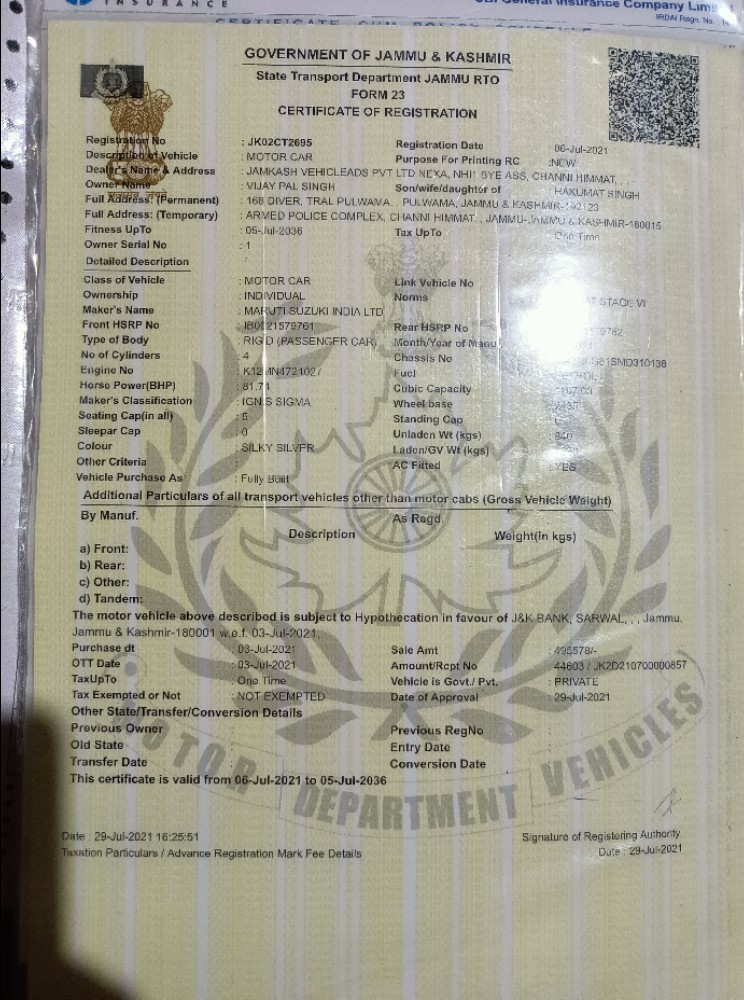 INSURANCE
General Insurance Company Lim
IRDAI Regn. No.
GOVERNMENT OF JAMMU & KASHMIR
State Transport Department JAMMU RTO
FORM 23
CERTIFICATE OF REGISTRATION
Registration No : JK02CT2695 Registration Date : 06-Jul-2021
Description of Vehicle : MOTOR CAR Purpose For Printing RC :NEW
Dealer's Name & Address : JAMKASH VEHICLEADS PVT LTD NEXA, CHANNI HIMMAT, , ,
Owner Name : VIJAY PAL SINGH Son/wife/daughter of : HAKUMAT SINGH
Full Address: (Permanent) : 168 DIVER, TRAL PULWAMA, , PULWAMA, JAMMU & KASHMIR-192123
Full Address: (Temporary) : ARMED POLICE COMPLEX, CHANNI HIMMAT, , JAMMU-JAMMU & KASHMIR-180015
Fitness UpTo : 05-Jul-2036 Tax UpTo : One Time
Owner Serial No : 1
Detailed Description
Class of Vehicle : MOTOR CAR Link Vehicle No
Ownership : INDIVIDUAL Norms STAGE VI
Maker's Name : MARUTI SUZUKI INDIA LTD
Front HSRP No Rear HSRP No
Type of Body : RIGID (PASSENGER CAR) Month/Year of Manu
No of Cylinders : 4 Chassis No
Engine No Fuel
Horse Power(BHP) : 81.71 Cubic Capacity
Maker's Classification : IGNIS SIGMA Wheel base
Seating Cap(in all) : 5 Standing Cap
Sleepar Cap : 0 Unladen Wt (kgs) : 840
Colour : SILKY SILVER Laden/GV Wt (kgs)
Other Criteria : AC Fitted : YES
Vehicle Purchase As : Fully Built
Additional Particulars of all transport vehicles other than motor cabs (Gross Vehicle Weight)
By Manuf. As Regd.
Description Weight(In kgs)
a) Front:
b) Rear:
c) Other:
d) Tandem:
The motor vehicle above described is subject to Hypothecation in favour of J&K BANK, SARWAL, , , Jammu,
Jammu & Kashmir-180001 w.e.f. 03-Jul-2021.
Purchase dt : 03-Jul-2021 Sale Amt : 495578/-
OTT Date : 03-Jul-2021 Amount/Rcpt No : 44603 / JK2D210700000857
TaxUpTo : One Time Vehicle is Govt./ Pvt. : PRIVATE
Tax Exempted or Not : NOT EXEMPTED Date of Approval : 29-Jul-2021
Other State/Transfer/Conversion Details
Previous Owner : Previous RegNo :
Old State : Entry Date :
Transfer Date : Conversion Date :
This certificate is valid from 06-Jul-2021 to 05-Jul-2036
MOTOR DEPARTMENT VEHICLES
Date : 29-Jul-2021 16:25:51 Signature of Registering Authority
Taxation Particulars / Advance Registration Mark Fee Details Date : 29-Jul-2021